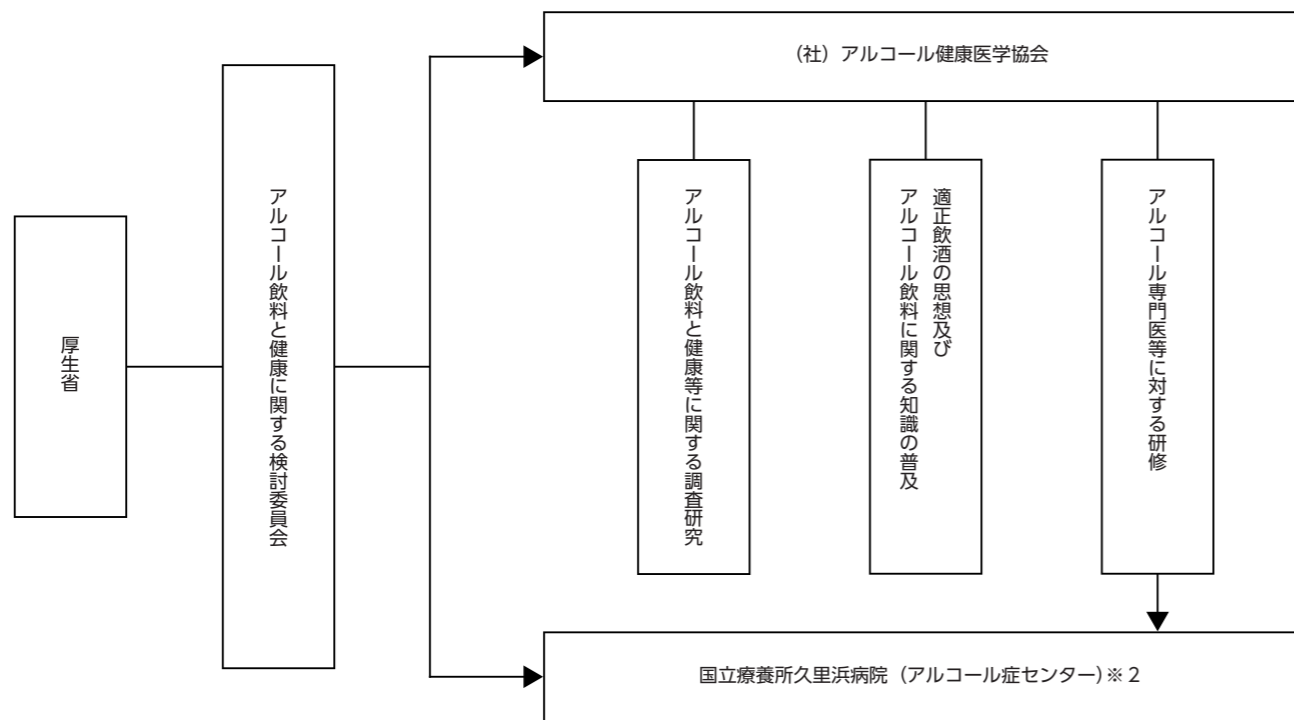 (社)アルコール健康医学協会
厚生省
アルコール飲料と健康に関する検討委員会
アルコール飲料と健康等に関する調査研究
適正飲酒の思想及び
アルコール飲料に関する知識の普及
アルコール専門医等に対する研修
国立療養所久里浜病院(アルコール症センター)※2